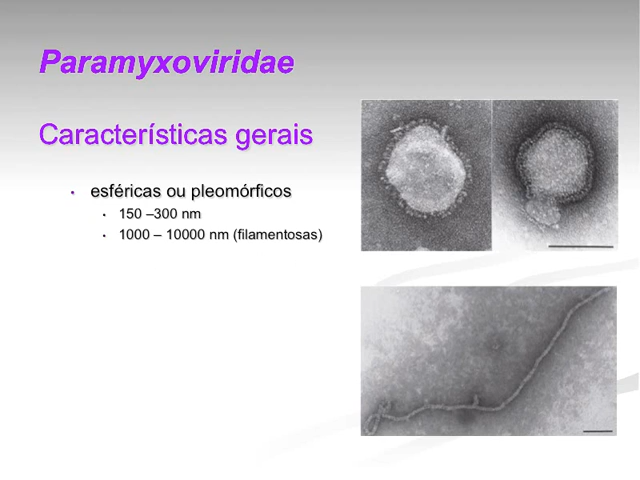 Paramyxoviridae
Características gerais
• esféricas ou pleomórficos
• 150 –300 nm
• 1000 – 10000 nm (filamentosas)